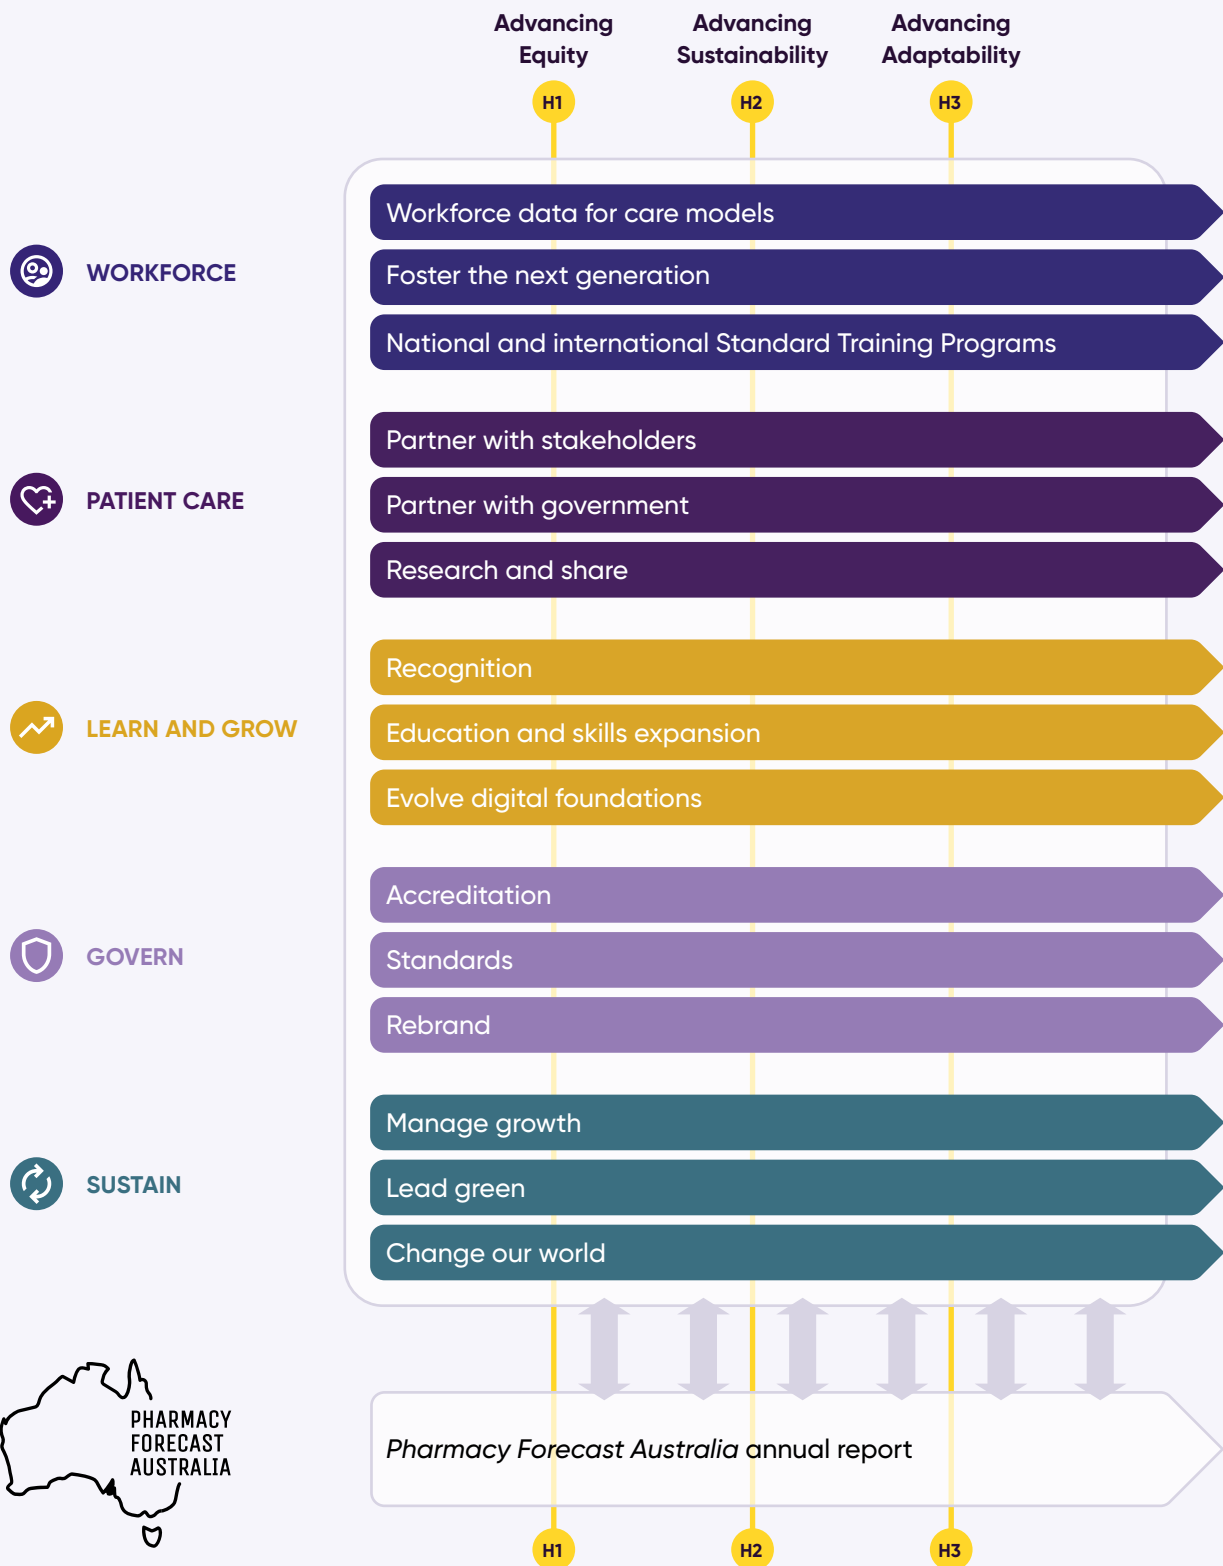 Advancing
Equity
Advancing
Sustainability
Advancing
Adaptability
H1
H2
H3
WORKFORCE
Workforce data for care models
Foster the next generation
National and international Standard Training Programs
PATIENT CARE
Partner with stakeholders
Partner with government
Research and share
LEARN AND GROW
Recognition
Education and skills expansion
Evolve digital foundations
GOVERN
Accreditation
Standards
Rebrand
SUSTAIN
Manage growth
Lead green
Change our world
PHARMACY
FORECAST
AUSTRALIA
Pharmacy Forecast Australia annual report
H1
H2
H3